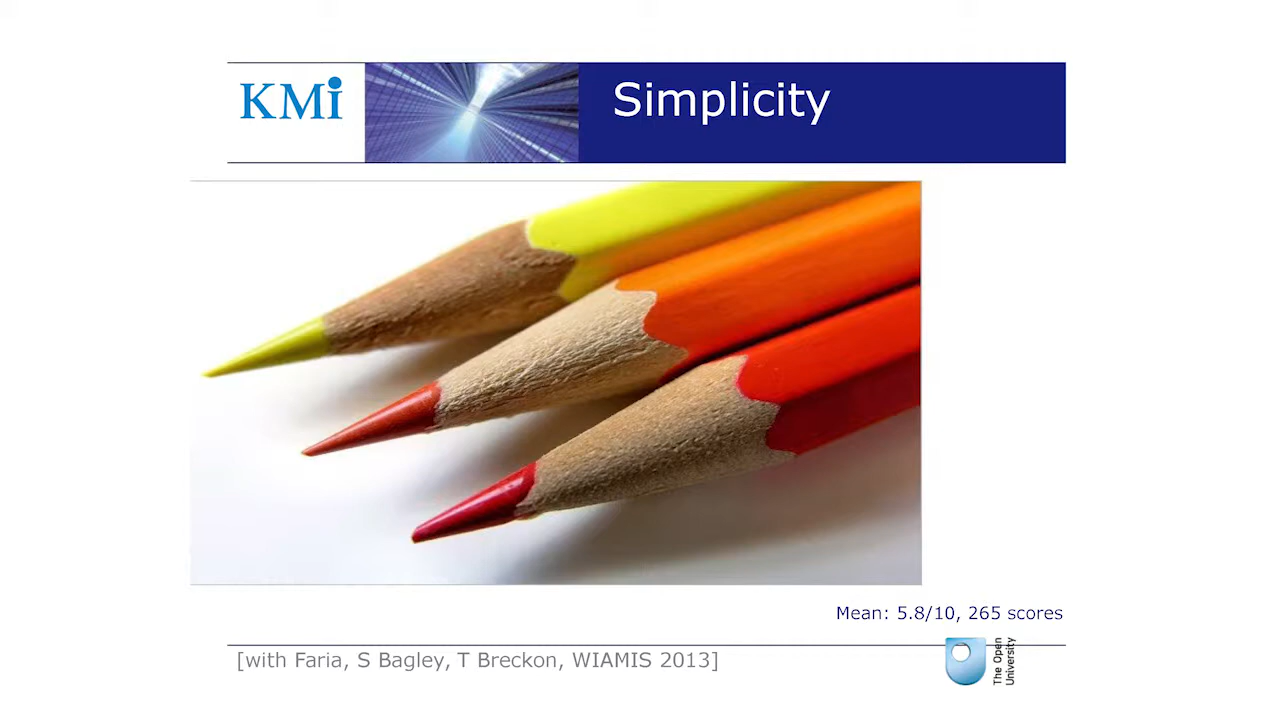 KMi
Simplicity
Mean: 5.8/10, 265 scores
[with Faria, S Bagley, T Breckon, WIAMIS 2013]
The Open
University